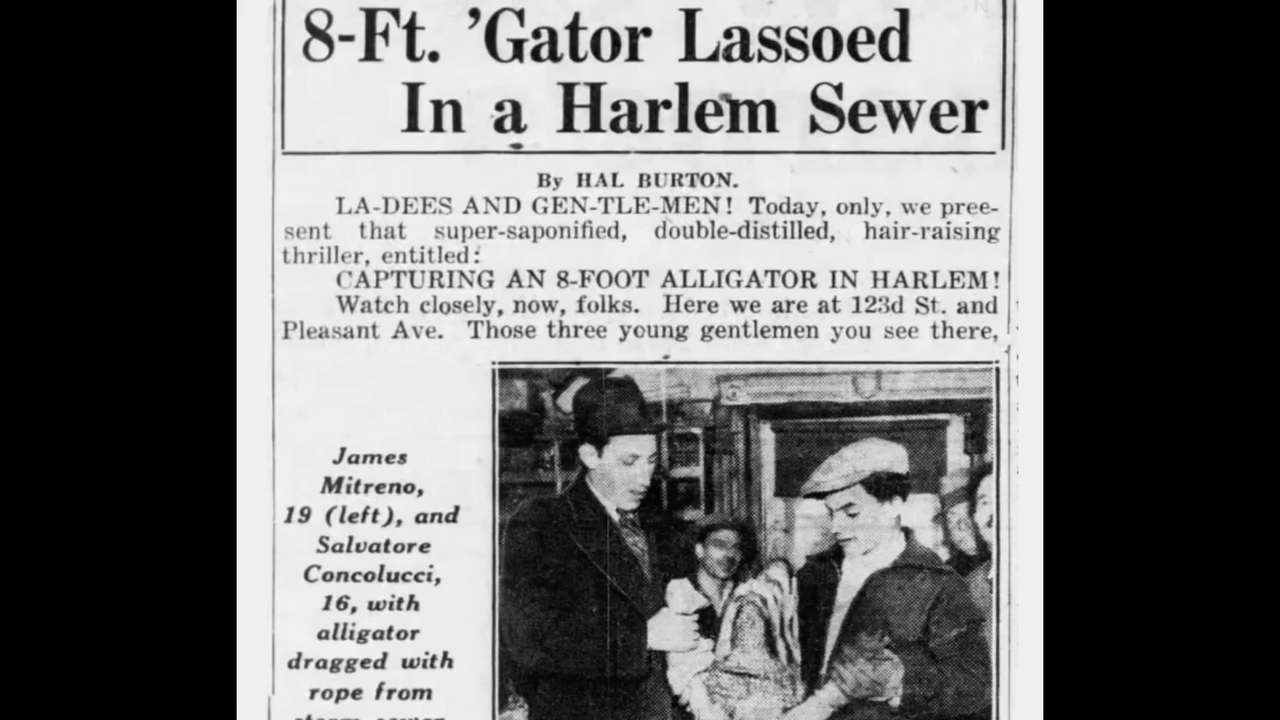 8-Ft. 'Gator Lassoed
In a Harlem Sewer
By HAL BURTON.
LA-DEES AND GEN-TLE-MEN! Today, only, we pree-
sent that super-saponified, double-distilled, hair-raising
thriller, entitled:
CAPTURING AN 8-FOOT ALLIGATOR IN HARLEM!
Watch closely, now, folks. Here we are at 123d St. and
Pleasant Ave. Those three young gentlemen you see there,
James
Mitreno,
19 (left), and
Salvatore
Concolucci,
16, with
alligator
dragged with
rope from